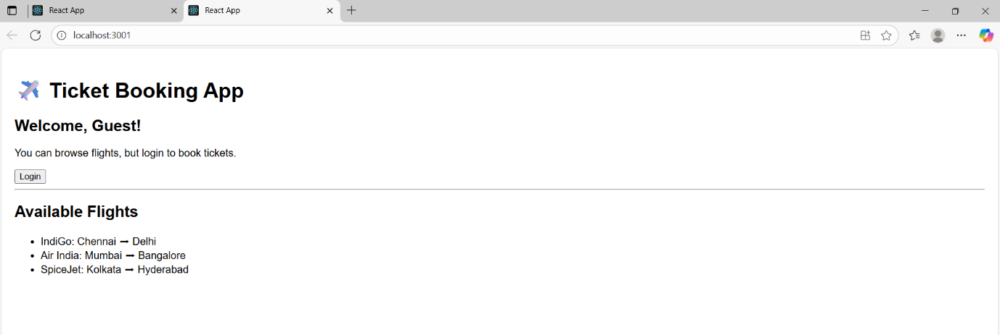 React App
React App
localhost:3001
Ticket Booking App
Welcome, Guest!
You can browse flights, but login to book tickets.
Login
Available Flights
• IndiGo: Chennai ➞ Delhi
• Air India: Mumbai ➞ Bangalore
• SpiceJet: Kolkata ➞ Hyderabad